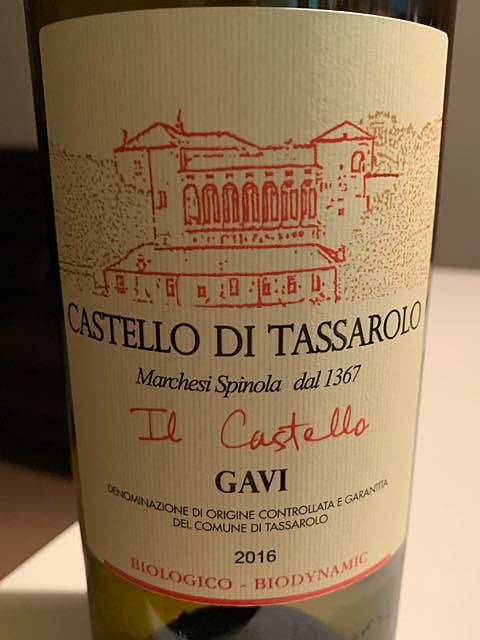 CASTELLO DI TASSAROLO
Marchesi Spinola dal 1367
Il Castello
GAVI
DENOMINAZIONE DI ORIGINE CONTROLLATA E GARANTITA
DEL COMUNE DI TASSAROLO
2016
BIOLOGICO - BIODYNAMIC